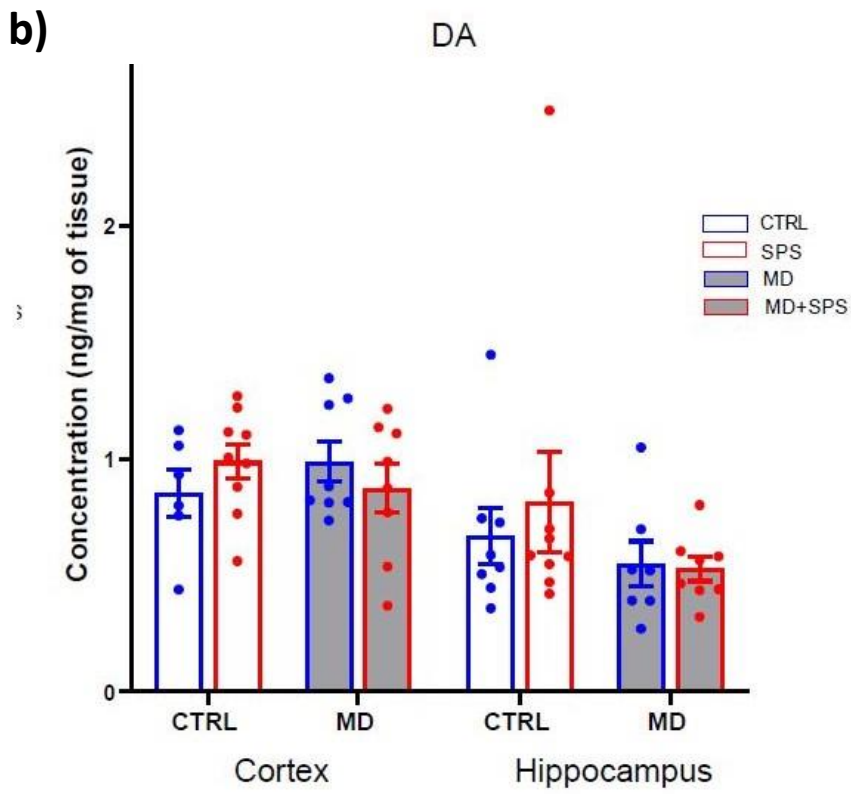 b)
DA
Concentration (ng/mg of tissue)
2
1
0
s
CTRL
SPS
MD
MD+SPS
CTRL MD CTRL MD
Cortex Hippocampus